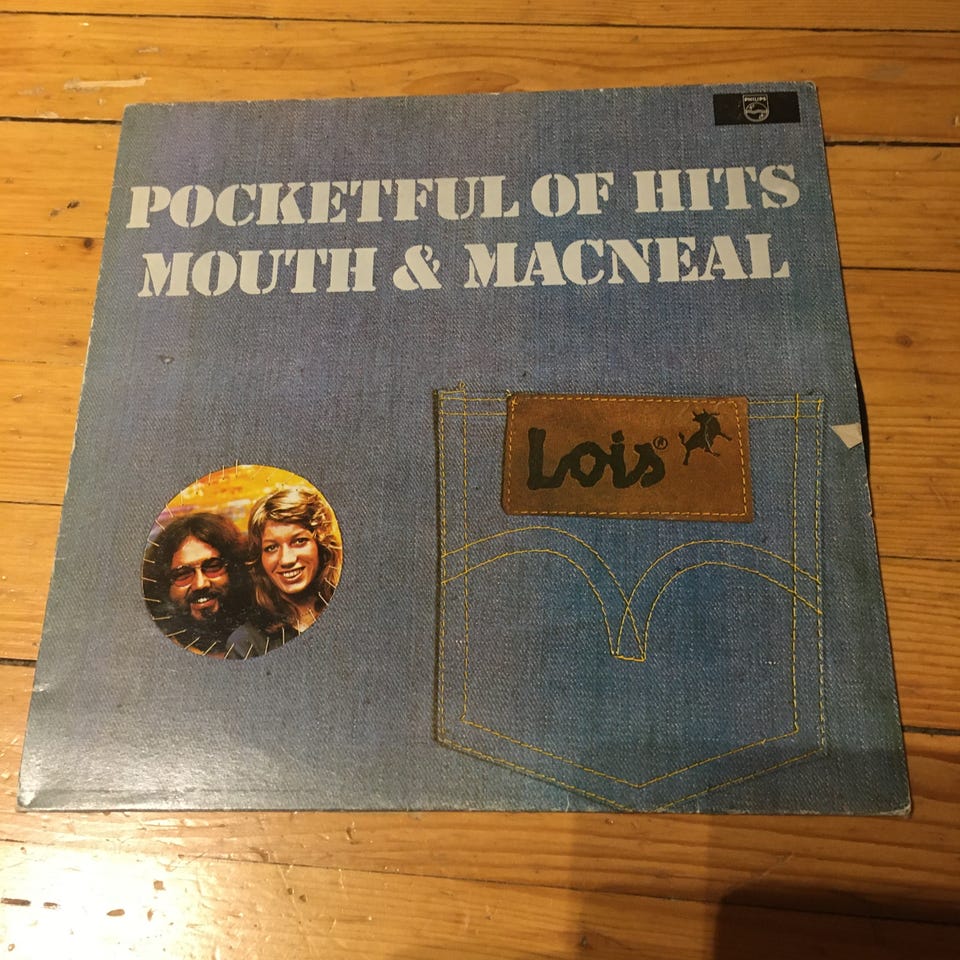 PHILIPS
POCKETFUL OF HITS
MOUTH & MACNEAL
Lois®